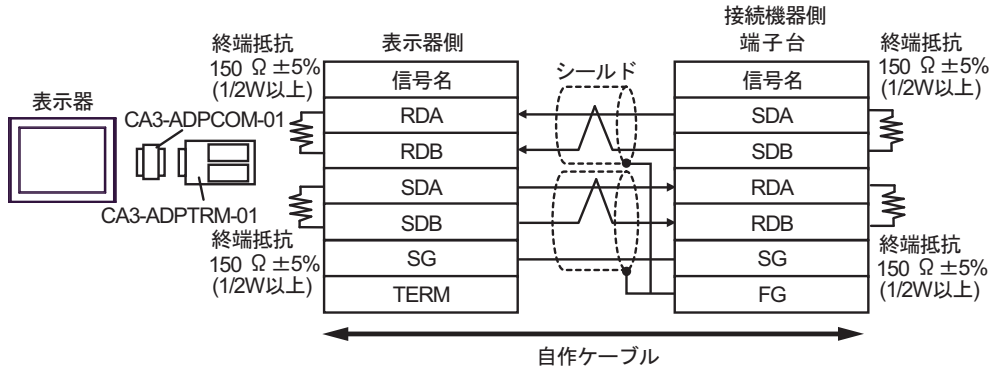 接続機器側
終端抵抗
150 Ω ±5%
(1/2W以上)
表示器側
シールド
端子台
終端抵抗
150 Ω ±5%
(1/2W以上)
表示器
CA3-ADPCOM-01
CA3-ADPTRM-01
信号名
RDA
RDB
SDA
SDB
SG
TERM
信号名
SDA
SDB
RDA
RDB
SG
FG
終端抵抗
150 Ω ±5%
(1/2W以上)
終端抵抗
150 Ω ±5%
(1/2W以上)
自作ケーブル